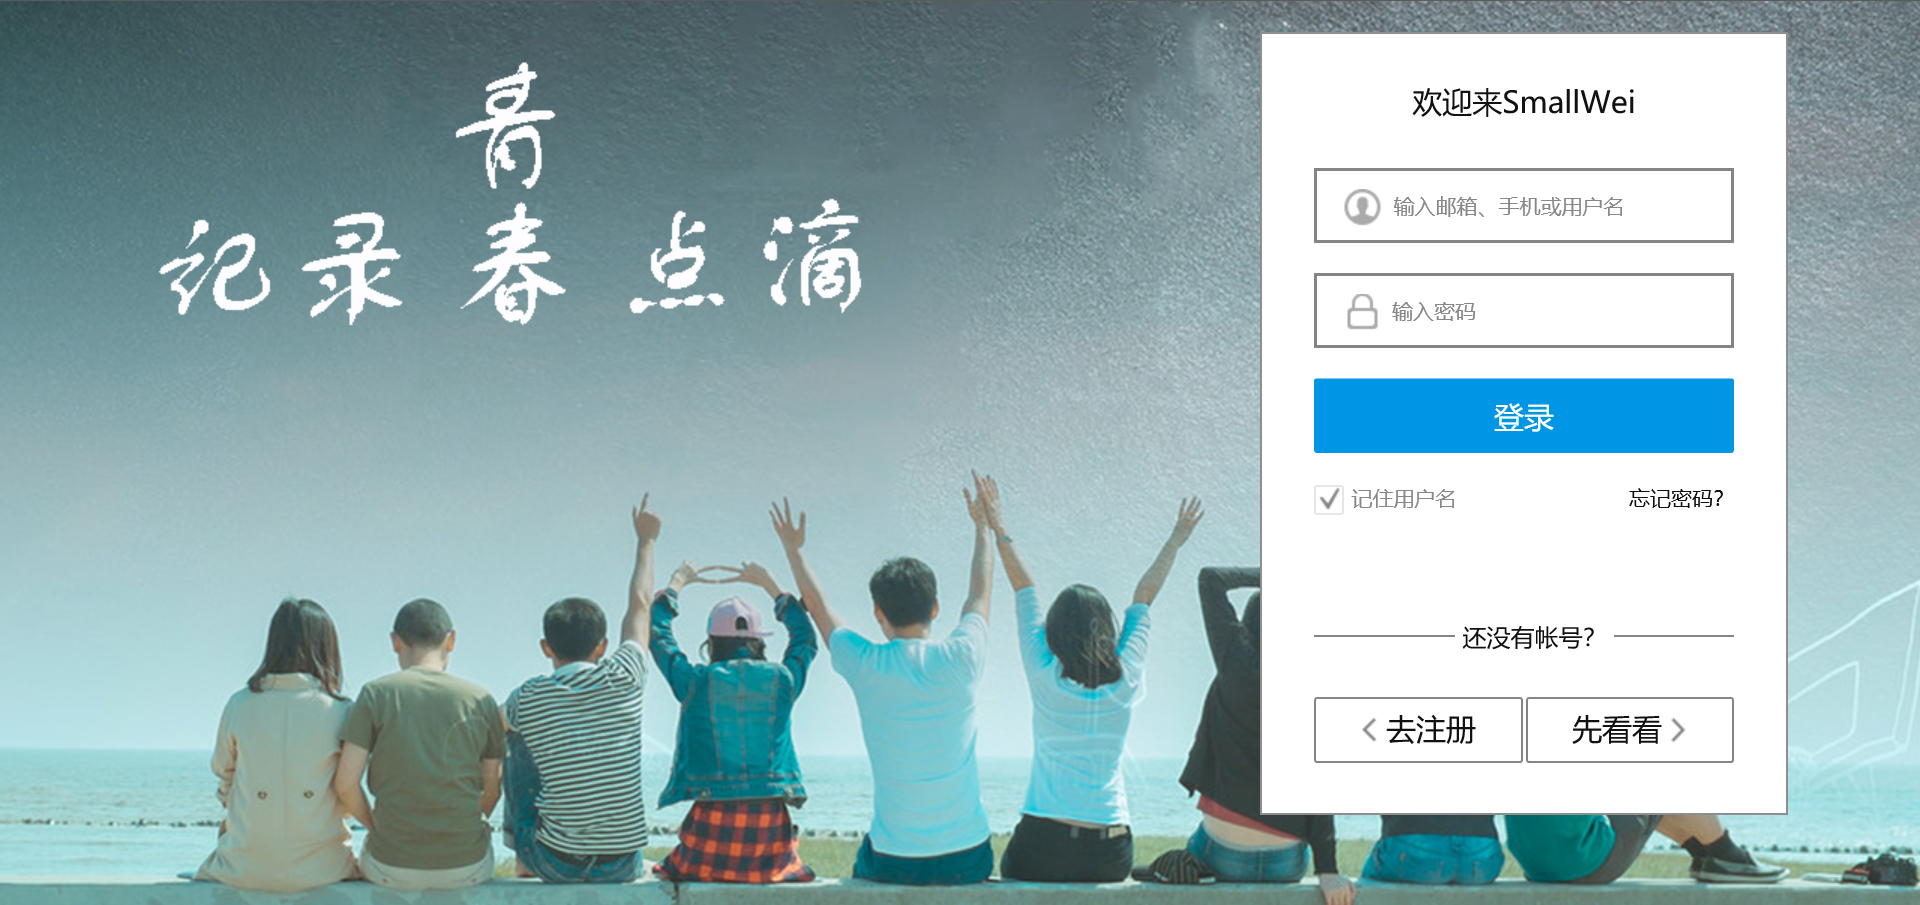 青
记录春点滴
欢迎来SmallWei
输入邮箱、手机或用户名
输入密码
登录
记住用户名
忘记密码?
还没有帐号?
去注册
先看看